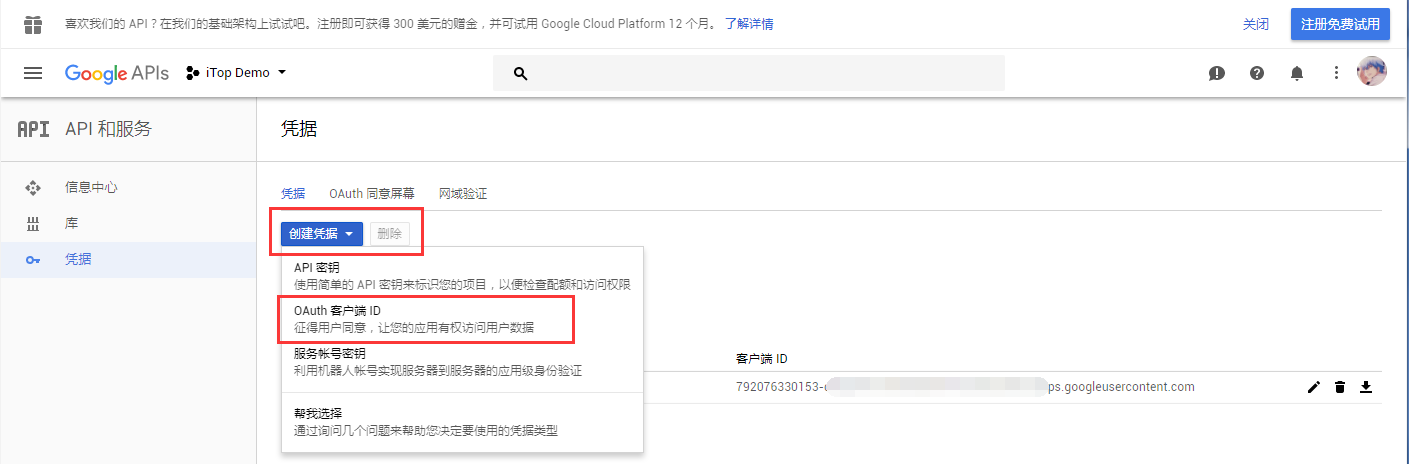 喜欢我们的 API？在我们的基础架构上试试吧。注册即可获得 300 美元的赠金，并可试用 Google Cloud Platform 12 个月。 了解详情
关闭
注册免费试用
Google APIs
iTop Demo
API API 和服务
凭据
信息中心
库
凭据
凭据
OAuth 同意屏幕
网域验证
创建凭据
删除
API 密钥
使用简单的 API 密钥来标识您的项目，以便检查配额和访问权限
OAuth 客户端 ID
征得用户同意，让您的应用有权访问用户数据
服务帐号密钥
利用机器人帐号实现服务器到服务器的应用级身份验证
帮我选择
通过询问几个问题来帮助您决定要使用的凭据类型
客户端 ID
792076330153-
ps.googleusercontent.com